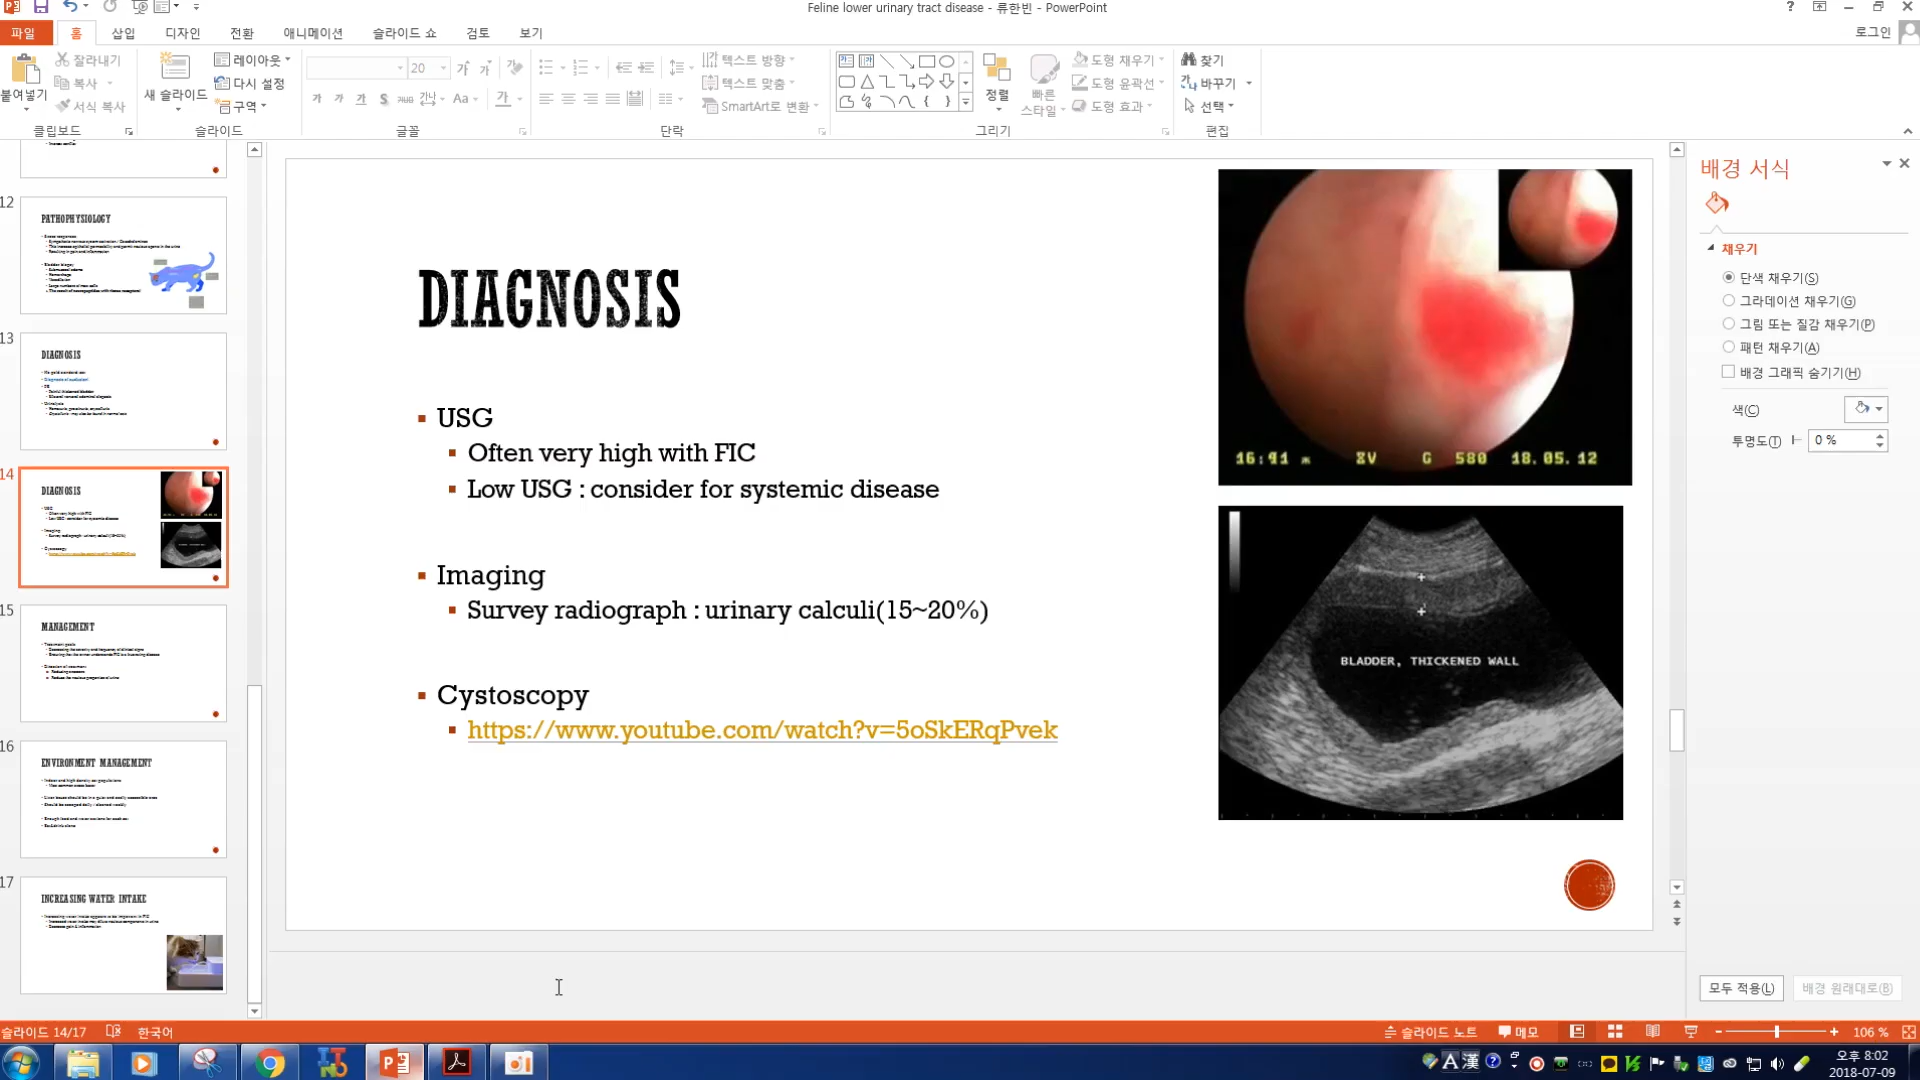 Feline lower urinary tract disease - 류한빈 - PowerPoint
파일 홈 삽입 디자인 전환 애니메이션 슬라이드 쇼 검토 보기
로그인
붙여넣기
잘라내기
복사
서식 복사
클립보드
새 슬라이드
레이아웃
다시 설정
구역
슬라이드
20
글꼴
텍스트 방향
텍스트 맞춤
SmartArt로 변환
단락
정렬
빠른
스타일
도형 채우기
도형 윤곽선
도형 효과
그리기
찾기
바꾸기
선택
편집
12
PATHOPHYSIOLOGY
13
DIAGNOSIS
14
DIAGNOSIS
15
MANAGEMENT
16
ENVIRONMENT MANAGEMENT
17
INCREASING WATER INTAKE
DIAGNOSIS
USG
Often very high with FIC
Low USG : consider for systemic disease
Imaging
Survey radiograph : urinary calculi(15~20%)
Cystoscopy
https://www.youtube.com/watch?v=5oSkERqPvek
BLADDER, THICKENED WALL
배경 서식
채우기
단색 채우기(S)
그라데이션 채우기(G)
그림 또는 질감 채우기(P)
패턴 채우기(A)
배경 그래픽 숨기기(H)
색(C)
투명도(T) 0 %
모두 적용(L) 배경 원래대로(B)
슬라이드 14/17 한국어
슬라이드 노트 메모 106 %
A 漢
오후 8:02
2018-07-09